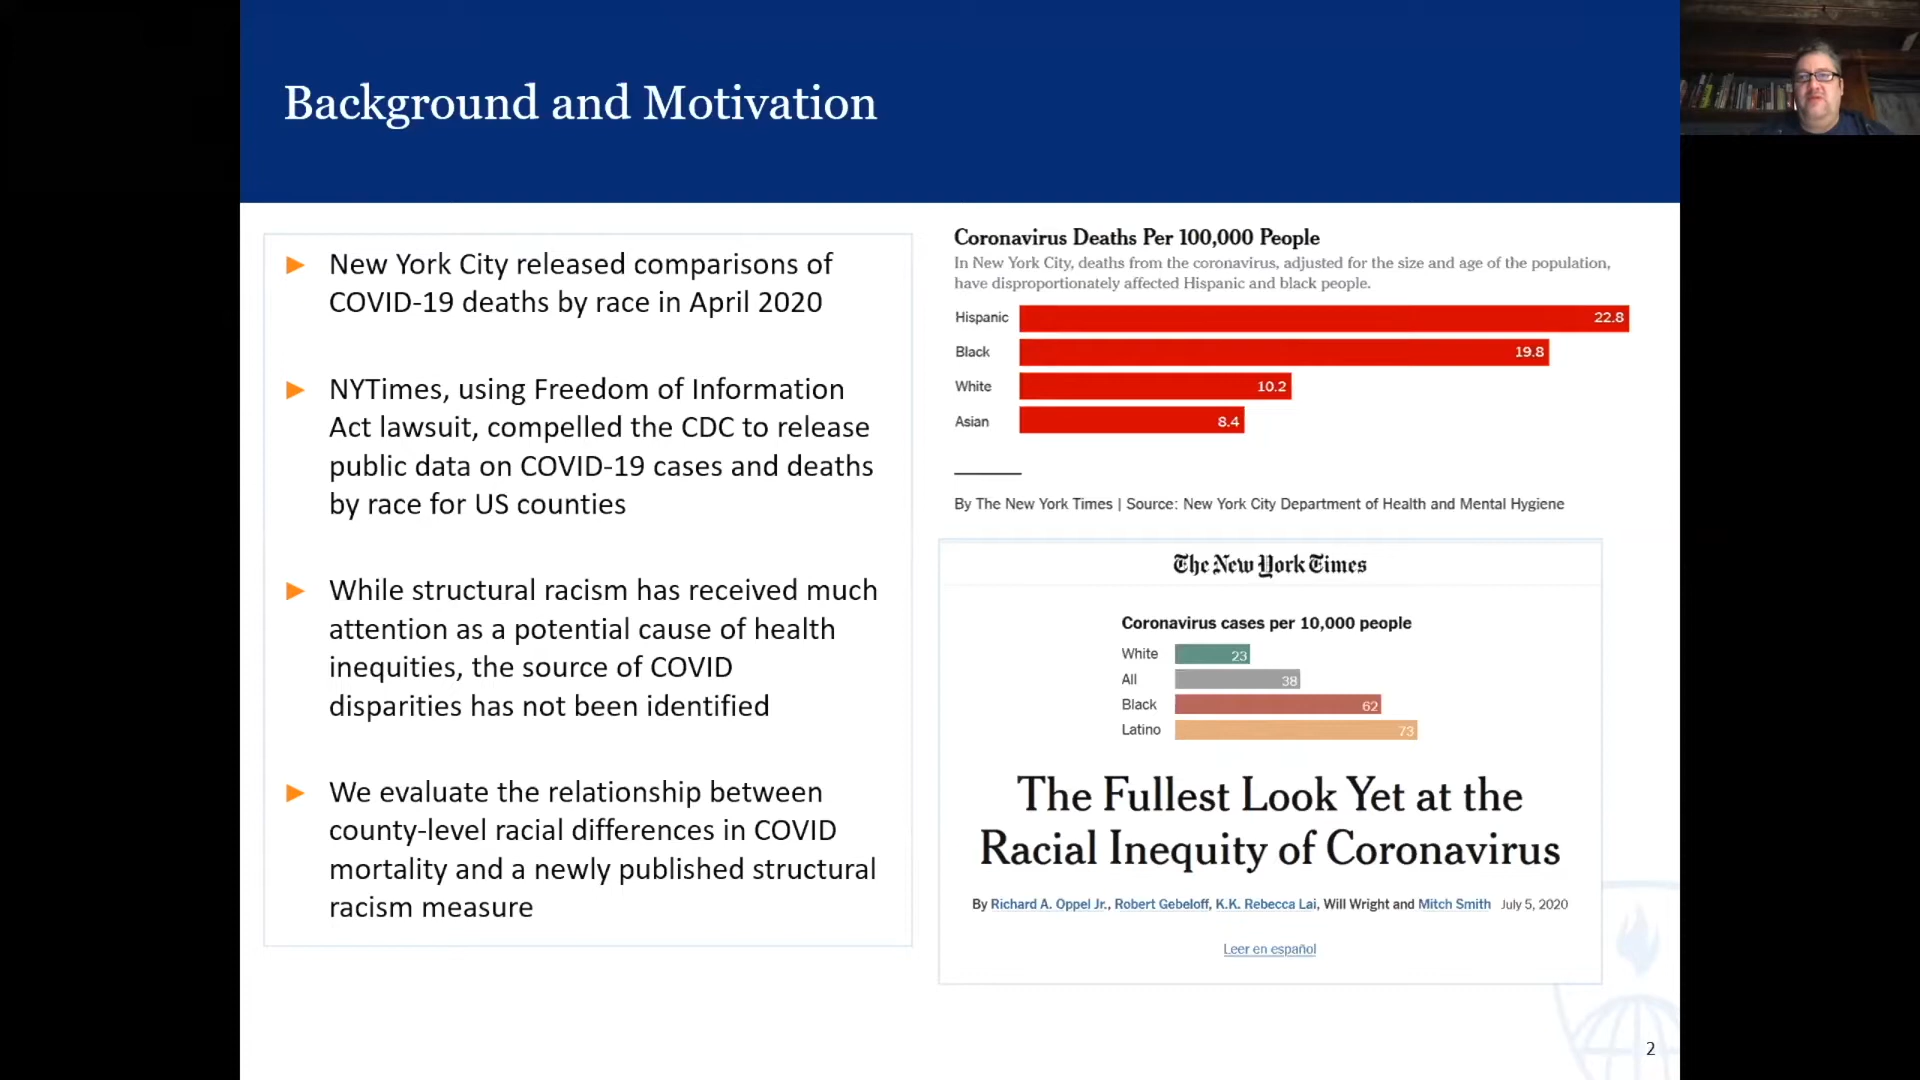 Background and Motivation
► New York City released comparisons of
COVID-19 deaths by race in April 2020
► NYTimes, using Freedom of Information
Act lawsuit, compelled the CDC to release
public data on COVID-19 cases and deaths
by race for US counties
► While structural racism has received much
attention as a potential cause of health
inequities, the source of COVID
disparities has not been identified
► We evaluate the relationship between
county-level racial differences in COVID
mortality and a newly published structural
racism measure
Coronavirus Deaths Per 100,000 People
In New York City, deaths from the coronavirus, adjusted for the size and age of the population,
have disproportionately affected Hispanic and black people.
Hispanic 22.8
Black 19.8
White 10.2
Asian 8.4
By The New York Times | Source: New York City Department of Health and Mental Hygiene
The New York Times
Coronavirus cases per 10,000 people
White 23
All 38
Black 62
Latino 73
The Fullest Look Yet at the
Racial Inequity of Coronavirus
By Richard A. Oppel Jr., Robert Gebeloff, K.K. Rebecca Lai, Will Wright and Mitch Smith July 5, 2020
Leer en español
2